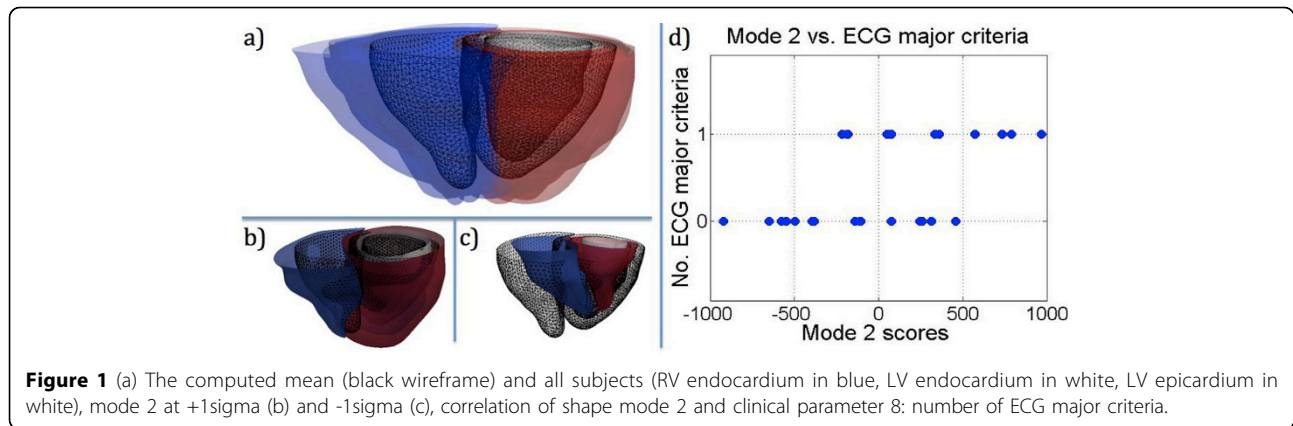 a)
b)
c)
d)
Mode 2 vs. ECG major criteria
No. ECG major criteria
1
0
-1000 -500 0 500 1000
Mode 2 scores
Figure 1 (a) The computed mean (black wireframe) and all subjects (RV endocardium in blue, LV endocardium in white, LV epicardium in
white), mode 2 at +1sigma (b) and -1sigma (c), correlation of shape mode 2 and clinical parameter 8: number of ECG major criteria.